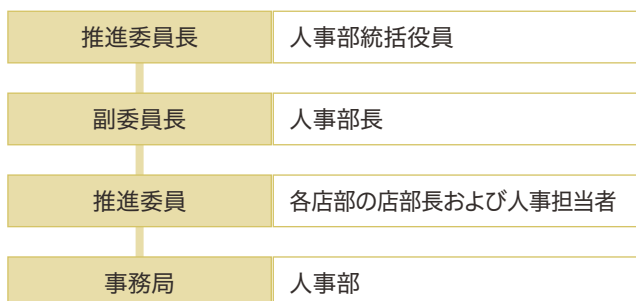 推進委員長 人事部統括役員
副委員長 人事部長
推進委員 各店部の店部長および人事担当者
事務局 人事部